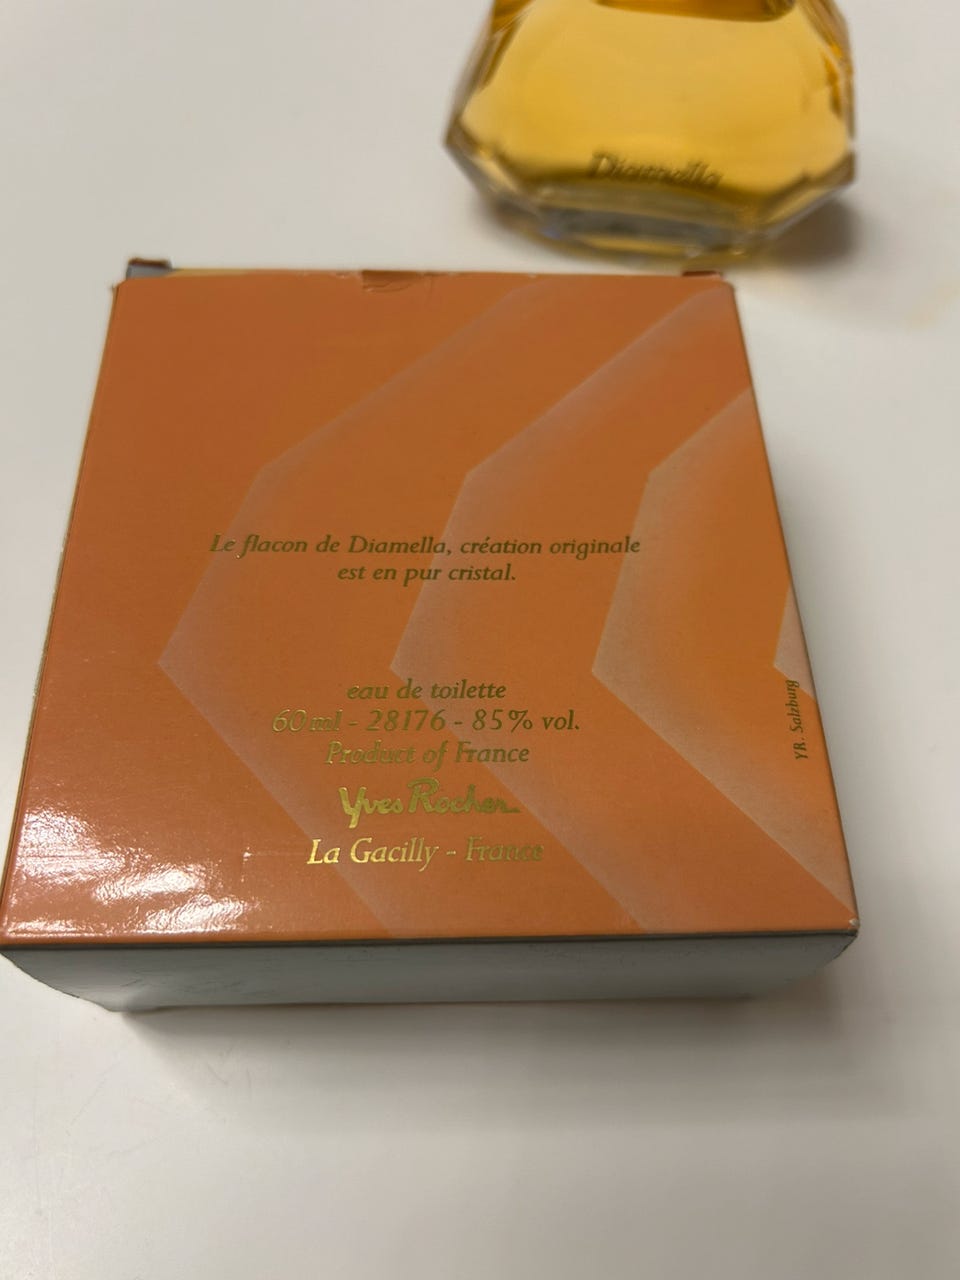 Diamella
Le flacon de Diamella, création originale
est en pur cristal.
eau de toilette
60 ml - 28176 - 85% vol.
Product of France
Yves Rocher
La Gacilly - France
YR. Salzburg